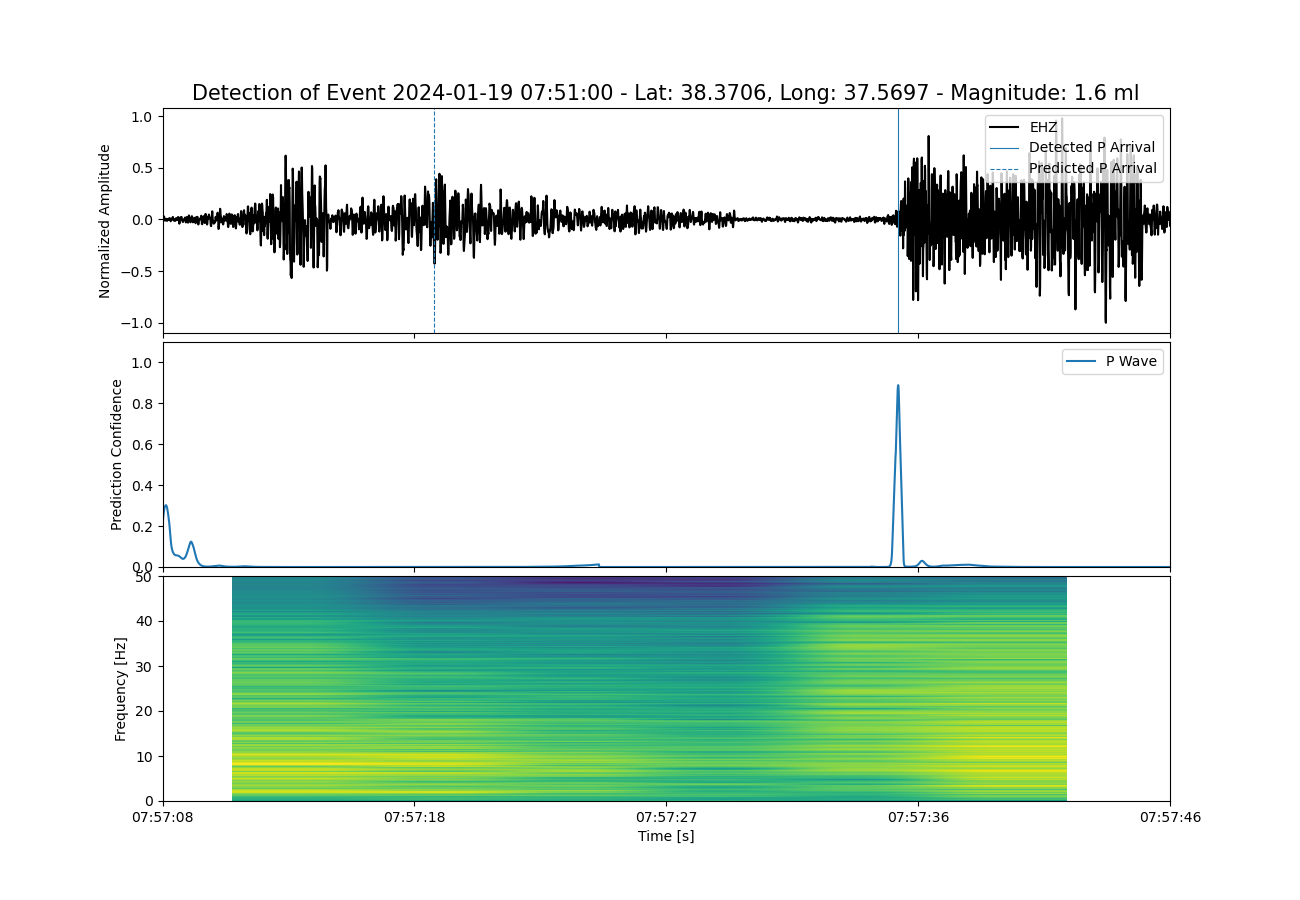 Detection of Event 2024-01-19 07:51:00 - Lat: 38.3706, Long: 37.5697 - Magnitude: 1.6 ml
Normalized Amplitude
1.0
0.5
0.0
−0.5
−1.0
EHZ
Detected P Arrival
Predicted P Arrival
Prediction Confidence
1.0
0.8
0.6
0.4
0.2
0.0
P Wave
Frequency [Hz]
50
40
30
20
10
0
07:57:08 07:57:18 07:57:27 07:57:36 07:57:46
Time [s]